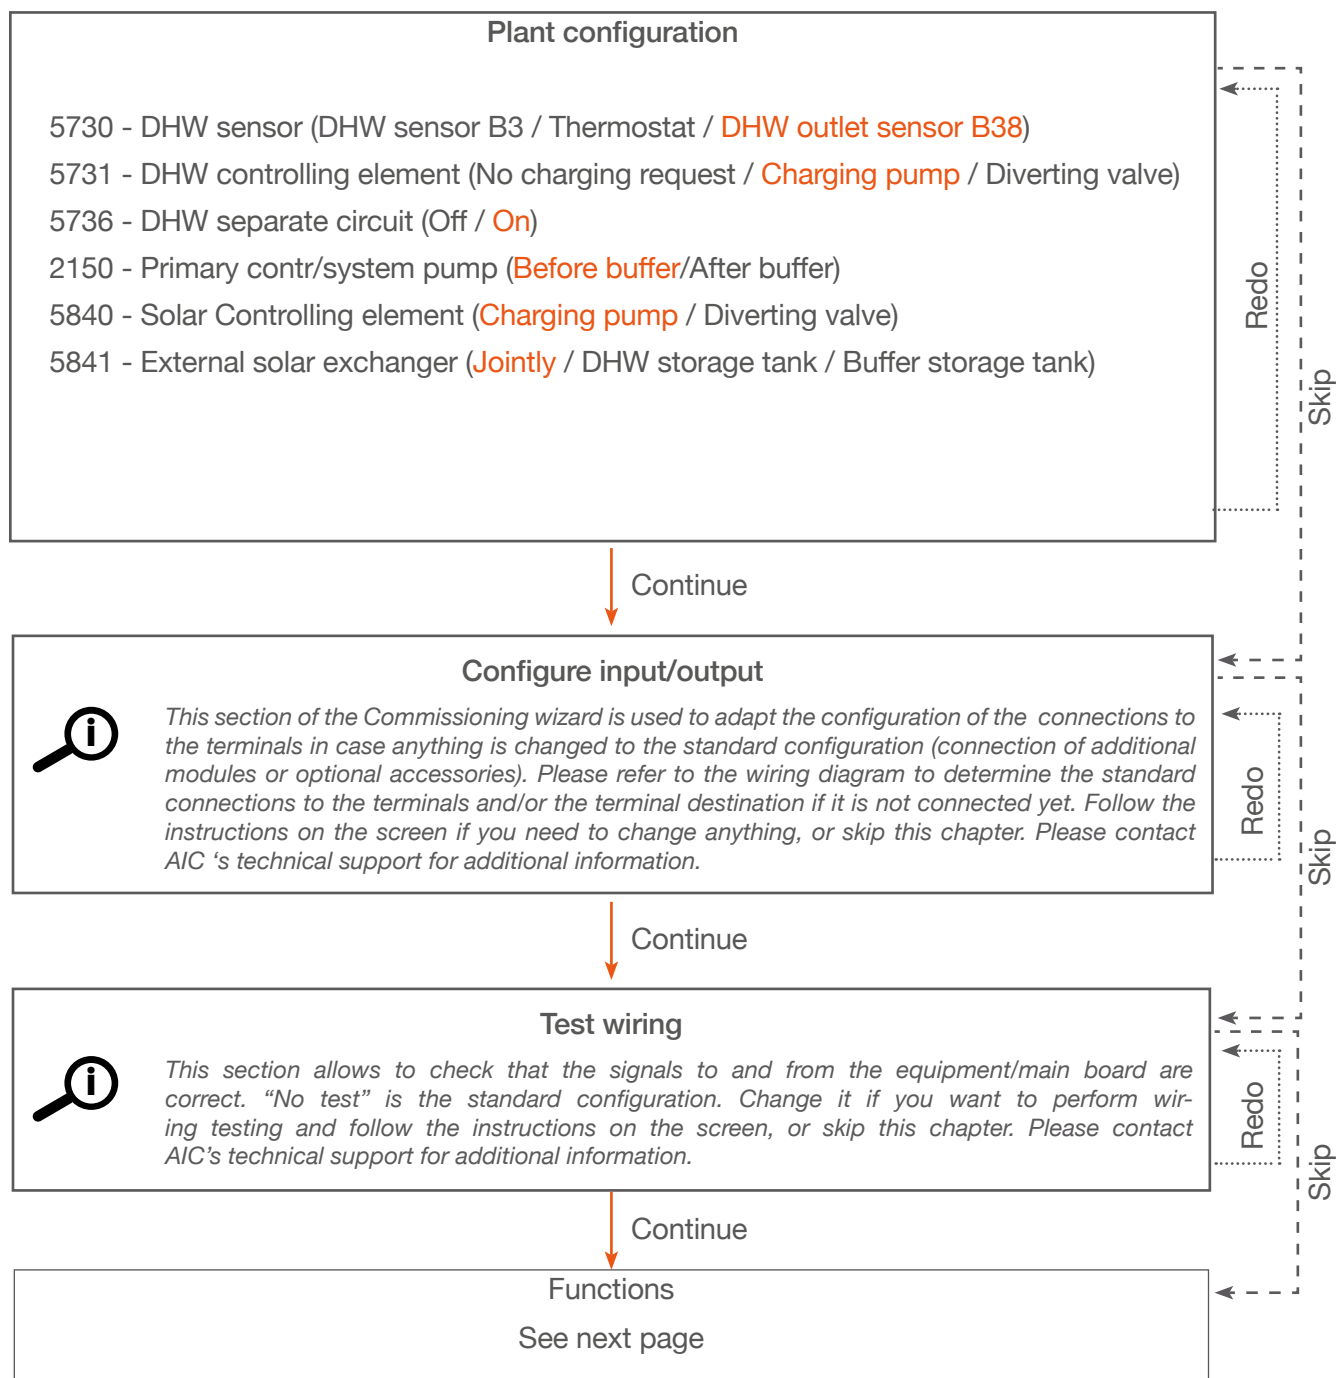 Plant configuration
5730 - DHW sensor (DHW sensor B3 / Thermostat / DHW outlet sensor B38)
5731 - DHW controlling element (No charging request / Charging pump / Diverting valve)
5736 - DHW separate circuit (Off / On)
2150 - Primary contr/system pump (Before buffer/After buffer)
5840 - Solar Controlling element (Charging pump / Diverting valve)
5841 - External solar exchanger (Jointly / DHW storage tank / Buffer storage tank)
Redo
Skip
Continue
Configure input/output
i
This section of the Commissioning wizard is used to adapt the configuration of the connections to
the terminals in case anything is changed to the standard configuration (connection of additional
modules or optional accessories). Please refer to the wiring diagram to determine the standard
connections to the terminals and/or the terminal destination if it is not connected yet. Follow the
instructions on the screen if you need to change anything, or skip this chapter. Please contact
AIC ‘s technical support for additional information.
Redo
Skip
Continue
Test wiring
i
This section allows to check that the signals to and from the equipment/main board are
correct. “No test” is the standard configuration. Change it if you want to perform wir-
ing testing and follow the instructions on the screen, or skip this chapter. Please contact
AIC’s technical support for additional information.
Redo
Skip
Continue
Functions
See next page